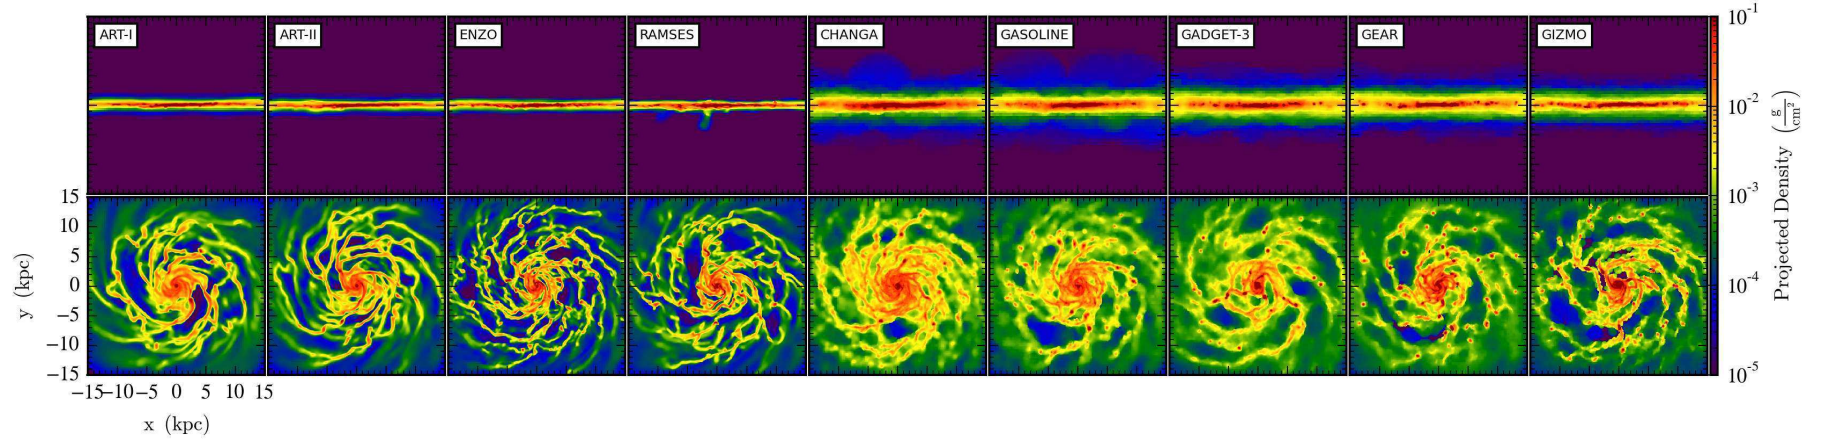 ART-I ART-II ENZO RAMSES CHANGA GASOLINE GADGET-3 GEAR GIZMO
10^-1
10^-2
10^-3
10^-4
10^-5
Projected Density (g/cm^2)
15
10
5
0
−5
−10
−15
y (kpc)
−15 −10 −5 0 5 10 15
x (kpc)